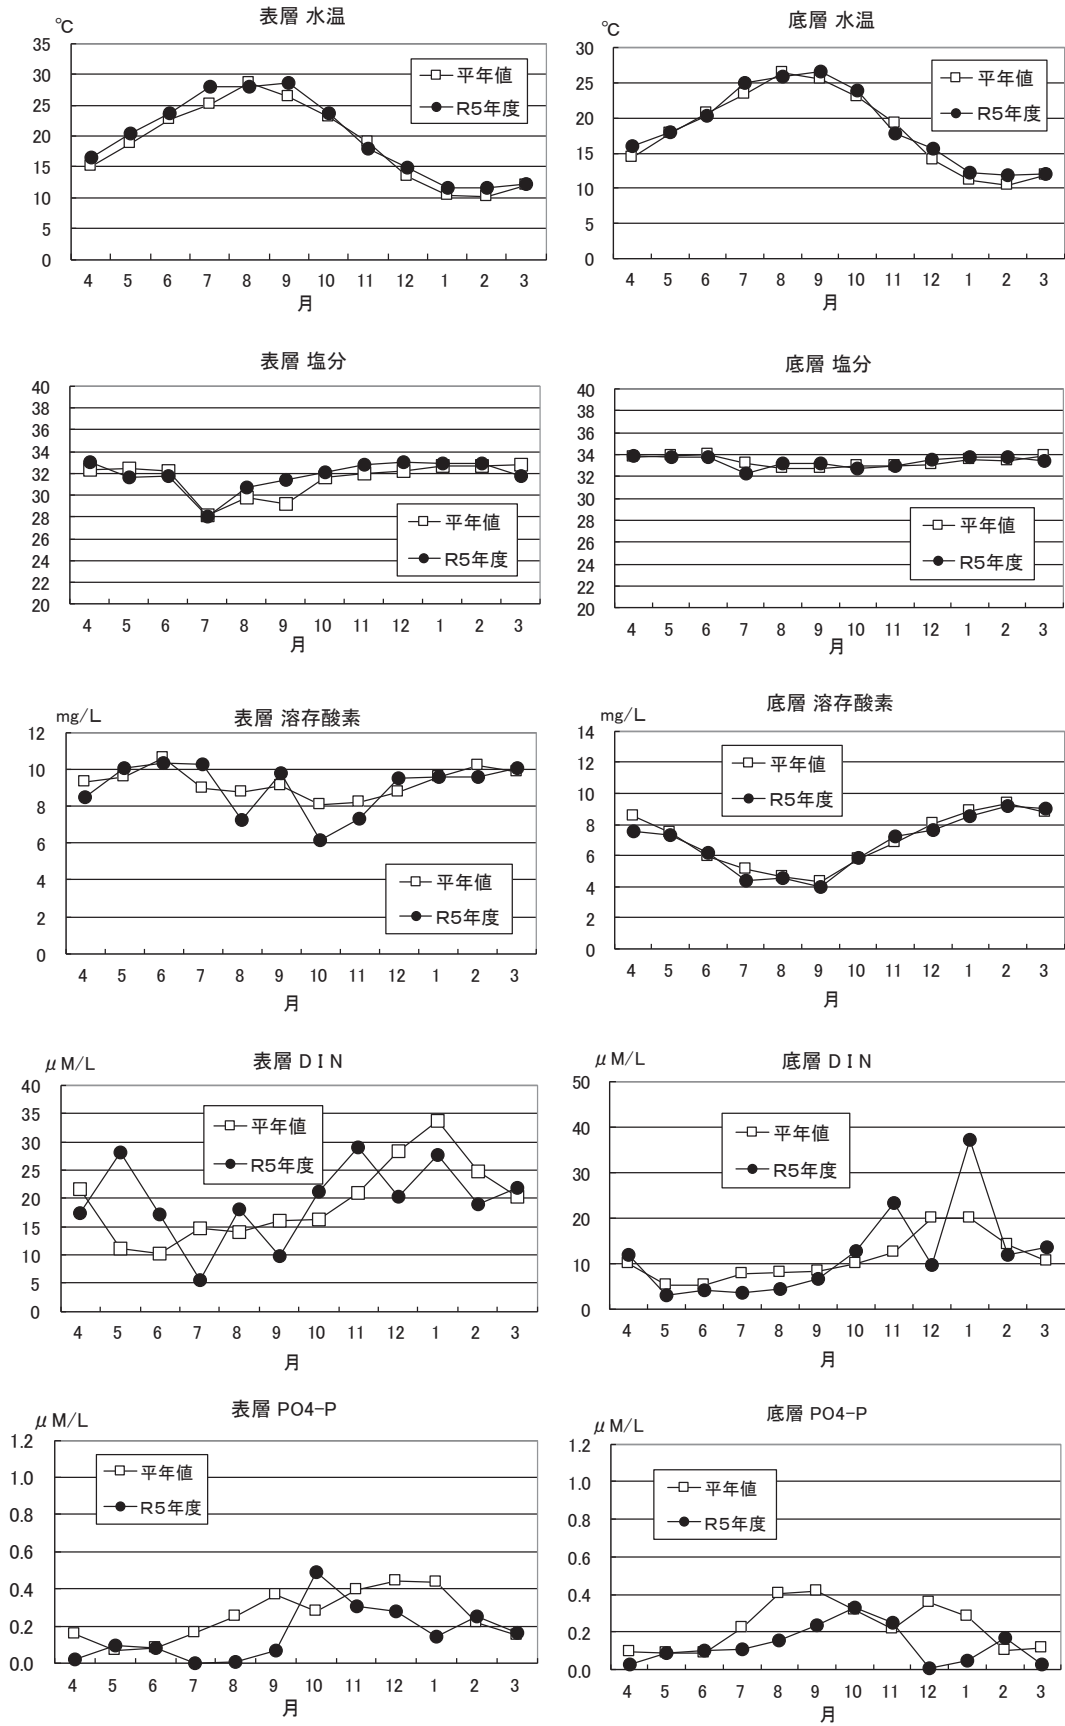 表層 水温
℃
35
30
25
20
15
10
5
0
平年値
R5年度
4 5 6 7 8 9 10 11 12 1 2 3
月
底層 水温
℃
30
25
20
15
10
5
0
平年値
R5年度
4 5 6 7 8 9 10 11 12 1 2 3
月
表層 塩分
40
38
36
34
32
30
28
26
24
22
20
平年値
R5年度
4 5 6 7 8 9 10 11 12 1 2 3
月
底層 塩分
40
38
36
34
32
30
28
26
24
22
20
平年値
R5年度
4 5 6 7 8 9 10 11 12 1 2 3
月
表層 溶存酸素
mg/L
12
10
8
6
4
2
0
平年値
R5年度
4 5 6 7 8 9 10 11 12 1 2 3
月
底層 溶存酸素
mg/L
14
12
10
8
6
4
2
0
平年値
R5年度
4 5 6 7 8 9 10 11 12 1 2 3
月
表層 DIN
μM/L
40
35
30
25
20
15
10
5
0
平年値
R5年度
4 5 6 7 8 9 10 11 12 1 2 3
月
底層 DIN
μM/L
50
40
30
20
10
0
平年値
R5年度
4 5 6 7 8 9 10 11 12 1 2 3
月
表層 PO4-P
μM/L
1.2
1.0
0.8
0.6
0.4
0.2
0.0
平年値
R5年度
4 5 6 7 8 9 10 11 12 1 2 3
月
底層 PO4-P
μM/L
1.2
1.0
0.8
0.6
0.4
0.2
0.0
平年値
R5年度
4 5 6 7 8 9 10 11 12 1 2 3
月